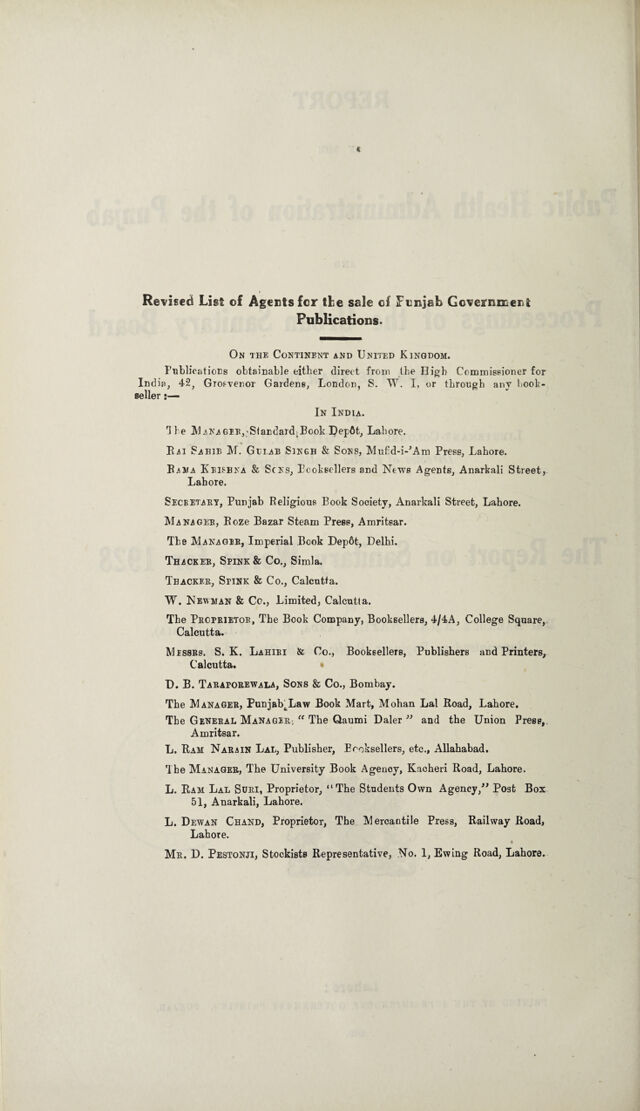 Revised List of Agents for the sale of Punjab Government
Publications.
ON THE CONTINENT AND UNITED KINGDOM.
Publications obtainable either direct from the High Commissioner for
India, 42, Grosvenor Gardens, London, S. W. 1, or through any book-
seller :—
IN INDIA.
The MANAGER, Standard Book Depôt, Lahore.
RAI SAHIB M. GULAB SINGH & SONS, Mufid-i-'Am Press, Lahore.
RAMA KRISHNA & SONS, Booksellers and News Agents, Anarkali Street,
Lahore.
SECRETARY, Punjab Religious Book Society, Anarkali Street, Lahore.
MANAGER, Roze Bazar Steam Press, Amritsar.
The MANAGER, Imperial Book Depôt, Delhi.
THACKER, SPINK & Co., Simla.
THACKER, SPINK & Co., Calcutta.
W. NEWMAN & Co., Limited, Calcutta.
The PROPRIETOR, The Book Company, Booksellers, 4/4A, College Square,
Calcutta.
MESSRS. S. K. LAHIRI & Co., Booksellers, Publishers and Printers,
Calcutta.
D. B. TARAPOREWALA, SONS & Co., Bombay.
The MANAGER, Punjab Law Book Mart, Mohan Lal Road, Lahore.
The GENERAL MANAGER, “ The Qaumi Daler ” and the Union Press,
Amritsar.
L. RAM NARAIN LAL, Publisher, Booksellers, etc., Allahabad.
The MANAGER, The University Book Agency, Kacheri Road, Lahore.
L. RAM LAL SURI, Proprietor, “The Students Own Agency,” Post Box
51, Anarkali, Lahore.
L. DEWAN CHAND, Proprietor, The Mercantile Press, Railway Road,
Lahore.
MR. D. PESTONJI, Stockists Representative, No. 1, Ewing Road, Lahore.